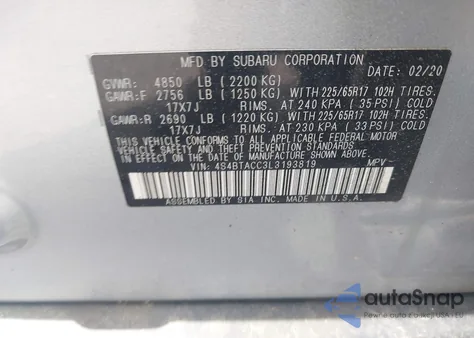 MFD BY SUBARU CORPORATION
DATE: 02/20
GVWR: 4850 LB (2200 KG)
GAWR:F 2756 LB (1250 KG) WITH 225/65R17 102H TIRES.
17X7J RIMS. AT 240 KPA (35 PSI) COLD
GAWR:R 2690 LB (1220 KG) WITH 225/65R17 102H TIRES.
17X7J RIMS. AT 230 KPA (33 PSI) COLD
THIS VEHICLE CONFORMS TO ALL APPLICABLE FEDERAL MOTOR
VEHICLE SAFETY AND THEFT PREVENTION STANDARDS IN EFFECT
ON THE DATE OF MANUFACTURE SHOWN ABOVE.
VIN: 4S4BTACC3L3193819 MPV
ASSEMBLED BY SIA INC. MADE IN U.S.A.
autoSnap